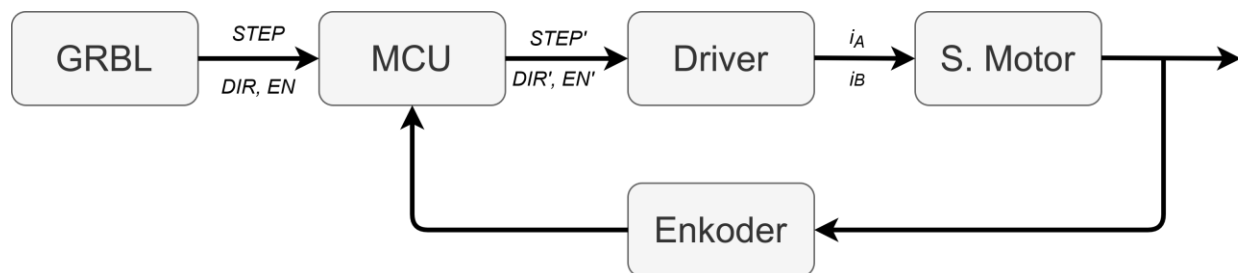 GRBL
STEP
DIR, EN
MCU
STEP'
DIR', EN'
Driver
iA
iB
S. Motor
Enkoder